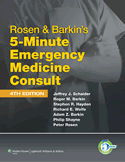 Rosen & Barkin's
5-Minute
Emergency
Medicine
Consult
4TH EDITION
Jeffrey J. Schaider
Roger M. Barkin
Stephen R. Hayden
Richard E. Wolfe
Adam Z. Barkin
Philip Shayne
Peter Rosen